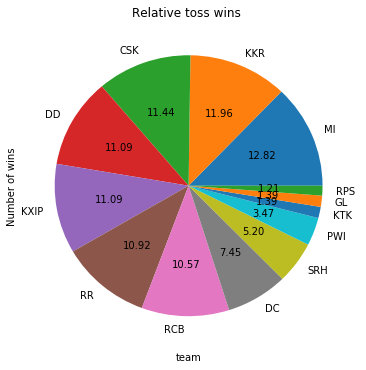 Relative toss wins
CSK
KKR
DD
MI
11.44
11.96
11.09
12.82
Number of wins
KXIP
11.09
1.21
RPS
1.39
GL
1.39
KTK
3.47
PWI
10.92
5.20
10.57
7.45
SRH
RR
DC
RCB
team